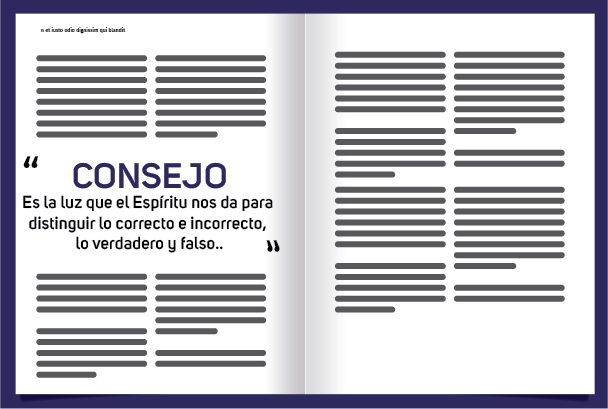 n et iusto odio dignissim qui blandit
“
CONSEJO
Es la luz que el Espíritu nos da para
distinguir lo correcto e incorrecto,
lo verdadero y falso..
”